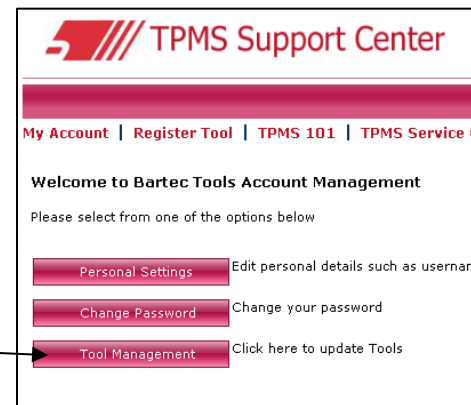 TPMS Support Center
My Account | Register Tool | TPMS 101 | TPMS Service
Welcome to Bartec Tools Account Management
Please select from one of the options below
Personal Settings Edit personal details such as
Change Password Change your password
Tool Management Click here to update Tools